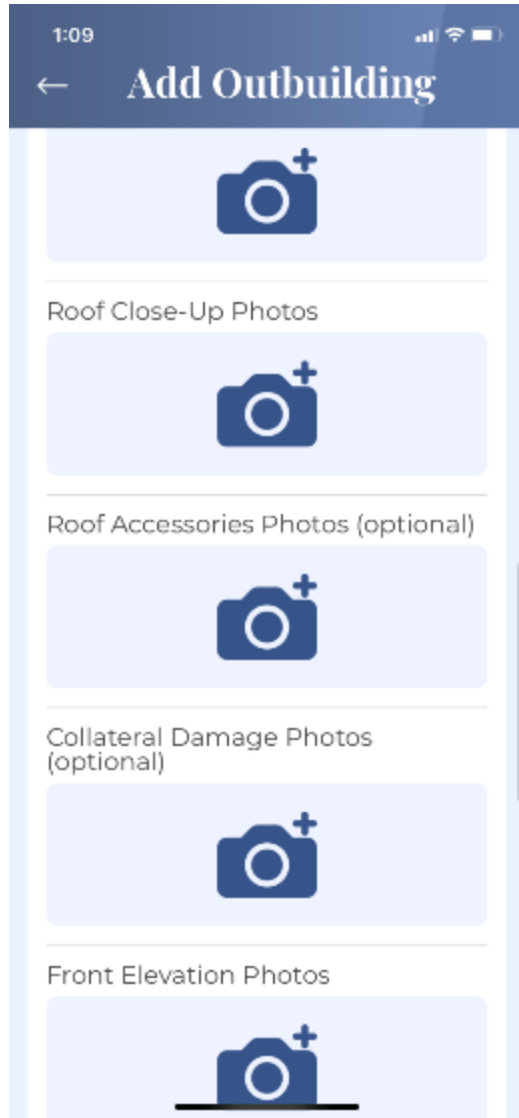 1:09
← Add Outbuilding
Roof Close-Up Photos
Roof Accessories Photos (optional)
Collateral Damage Photos
(optional)
Front Elevation Photos